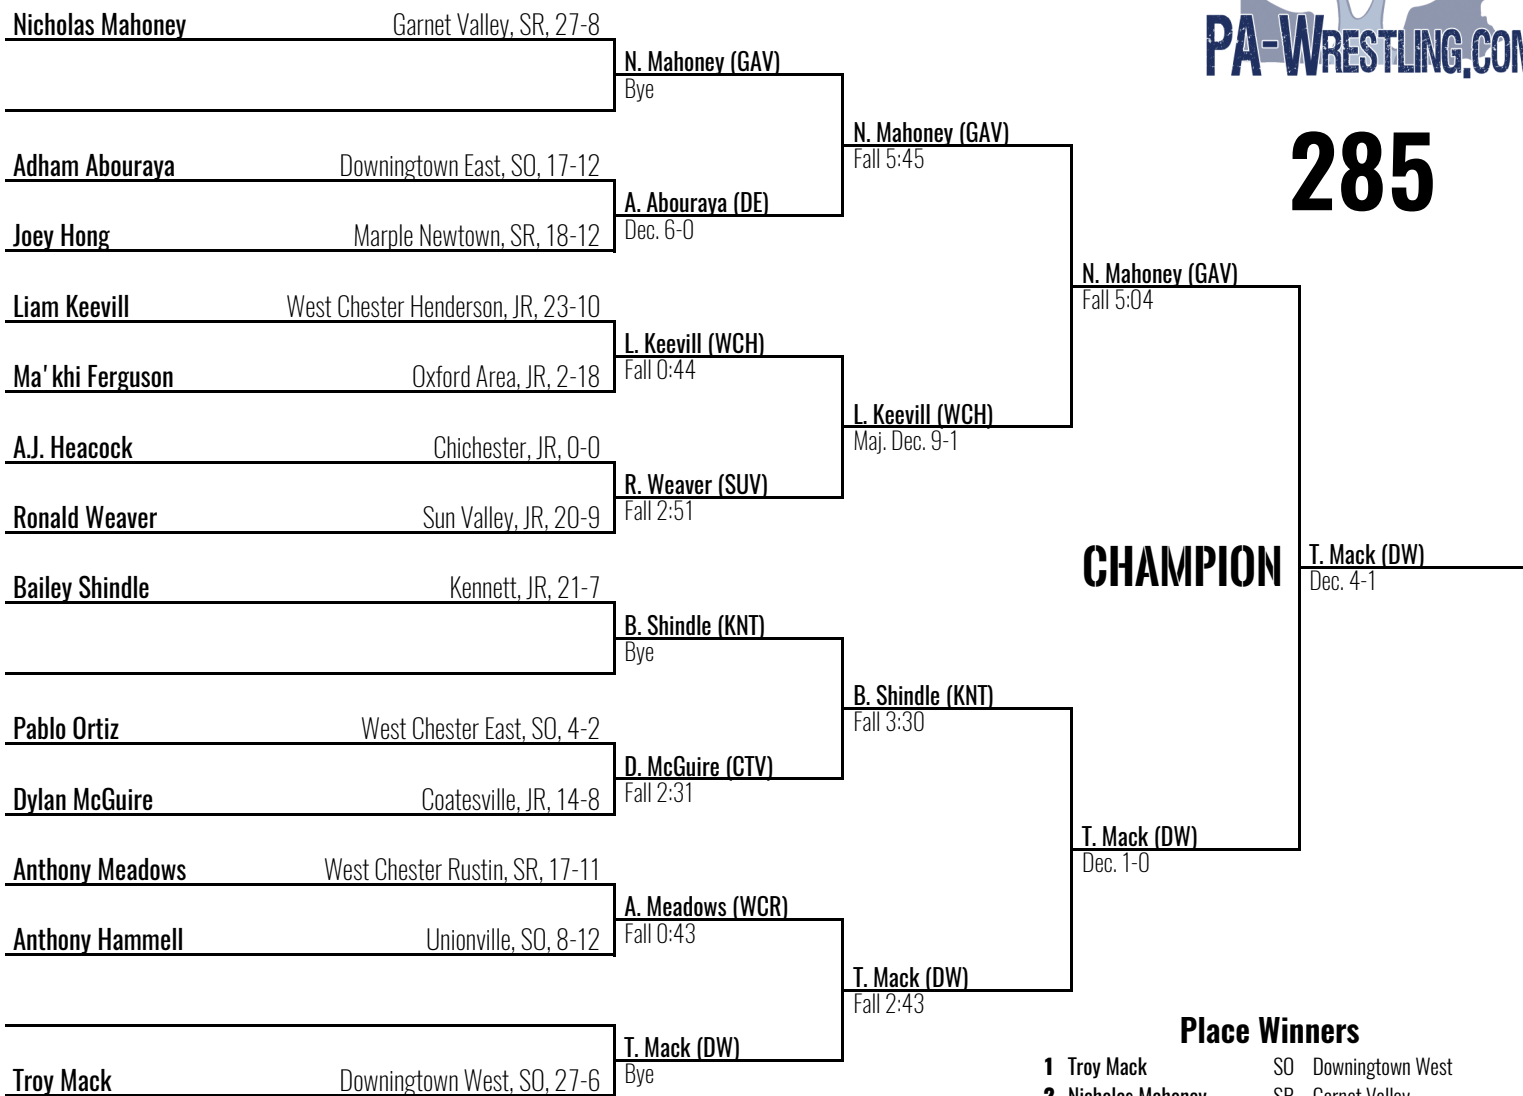 Nicholas Mahoney Garnet Valley, SR, 27-8
PA-WRESTLING.COM
N. Mahoney (GAV)
Bye
N. Mahoney (GAV)
Fall 5:45
285
Adham Abouraya Downingtown East, SO, 17-12
A. Abouraya (DE)
Dec. 6-0
Joey Hong Marple Newtown, SR, 18-12
N. Mahoney (GAV)
Fall 5:04
Liam Keevill West Chester Henderson, JR, 23-10
L. Keevill (WCH)
Fall 0:44
Ma'khi Ferguson Oxford Area, JR, 2-18
L. Keevill (WCH)
Maj. Dec. 9-1
A.J. Heacock Chichester, JR, 0-0
R. Weaver (SUV)
Fall 2:51
Ronald Weaver Sun Valley, JR, 20-9
CHAMPION
T. Mack (DW)
Dec. 4-1
Bailey Shindle Kennett, JR, 21-7
B. Shindle (KNT)
Bye
B. Shindle (KNT)
Fall 3:30
Pablo Ortiz West Chester East, SO, 4-2
D. McGuire (CTV)
Fall 2:31
Dylan McGuire Coatesville, JR, 14-8
T. Mack (DW)
Dec. 1-0
Anthony Meadows West Chester Rustin, SR, 17-11
A. Meadows (WCR)
Fall 0:43
Anthony Hammell Unionville, SO, 8-12
T. Mack (DW)
Fall 2:43
T. Mack (DW)
Bye
Troy Mack Downingtown West, SO, 27-6
Place Winners
1 Troy Mack SO Downingtown West
2 Nicholas Mahoney SR Garnet Valley